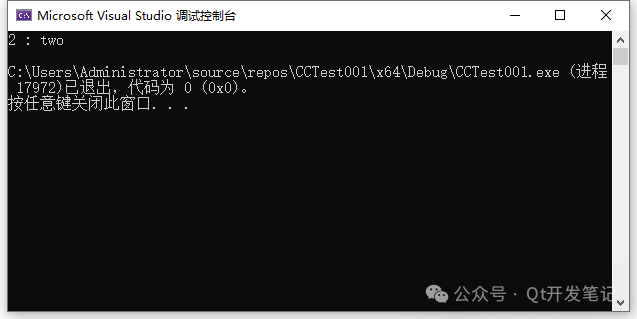 Microsoft Visual Studio 调试控制台
2 : two
C:\Users\Administrator\source\repos\CCTest001\x64\Debug\CCTest001.exe (进程
17972)已退出，代码为 0 (0x0)。
按任意键关闭此窗口. . .
公众号 · Qt开发笔记